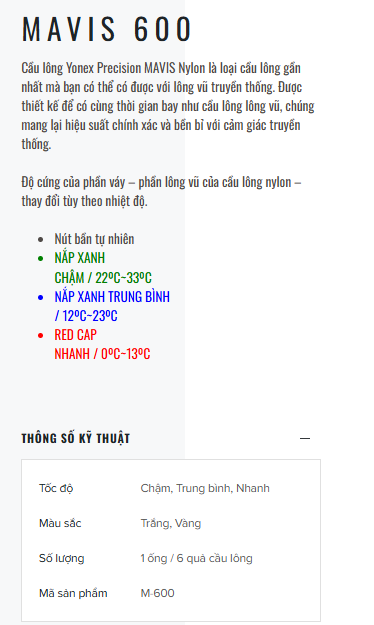 MAVIS 600
Cầu lông Yonex Precision MAVIS Nylon là loại cầu lông gần
nhất mà bạn có thể có được với lông vũ truyền thống. Được
thiết kế để có cùng thời gian bay như cầu lông lông vũ, chúng
mang lại hiệu suất chính xác và bền bỉ với cảm giác truyền
thống.
Độ cứng của phần váy – phần lông vũ của cầu lông nylon –
thay đổi tùy theo nhiệt độ.
Nút bần tự nhiên
NẮP XANH
CHẬM / 22ºC~33ºC
NẮP XANH TRUNG BÌNH
/ 12ºC~23ºC
RED CAP
NHANH / 0ºC~13ºC
THÔNG SỐ KỸ THUẬT
Tốc độ Chậm, Trung bình, Nhanh
Màu sắc Trắng, Vàng
Số lượng 1 ống / 6 quả cầu lông
Mã sản phẩm M-600